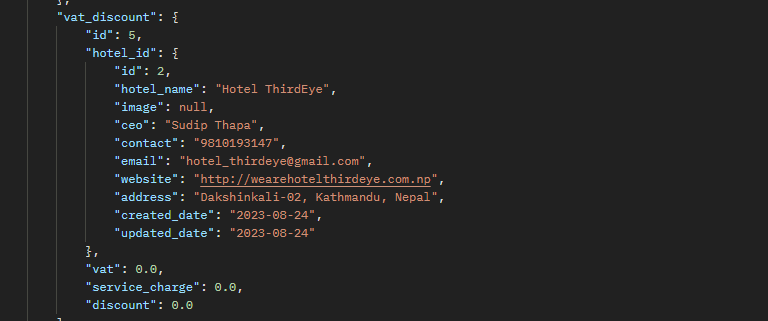 },
"vat_discount": {
"id": 5,
"hotel_id": {
"id": 2,
"hotel_name": "Hotel ThirdEye",
"image": null,
"ceo": "Sudip Thapa",
"contact": "9810193147",
"email": "hotel_thirdeye@gmail.com",
"website": "http://wearehotelthirdeye.com.np",
"address": "Dakshinkali-02, Kathmandu, Nepal",
"created_date": "2023-08-24",
"updated_date": "2023-08-24"
},
"vat": 0.0,
"service_charge": 0.0,
"discount": 0.0